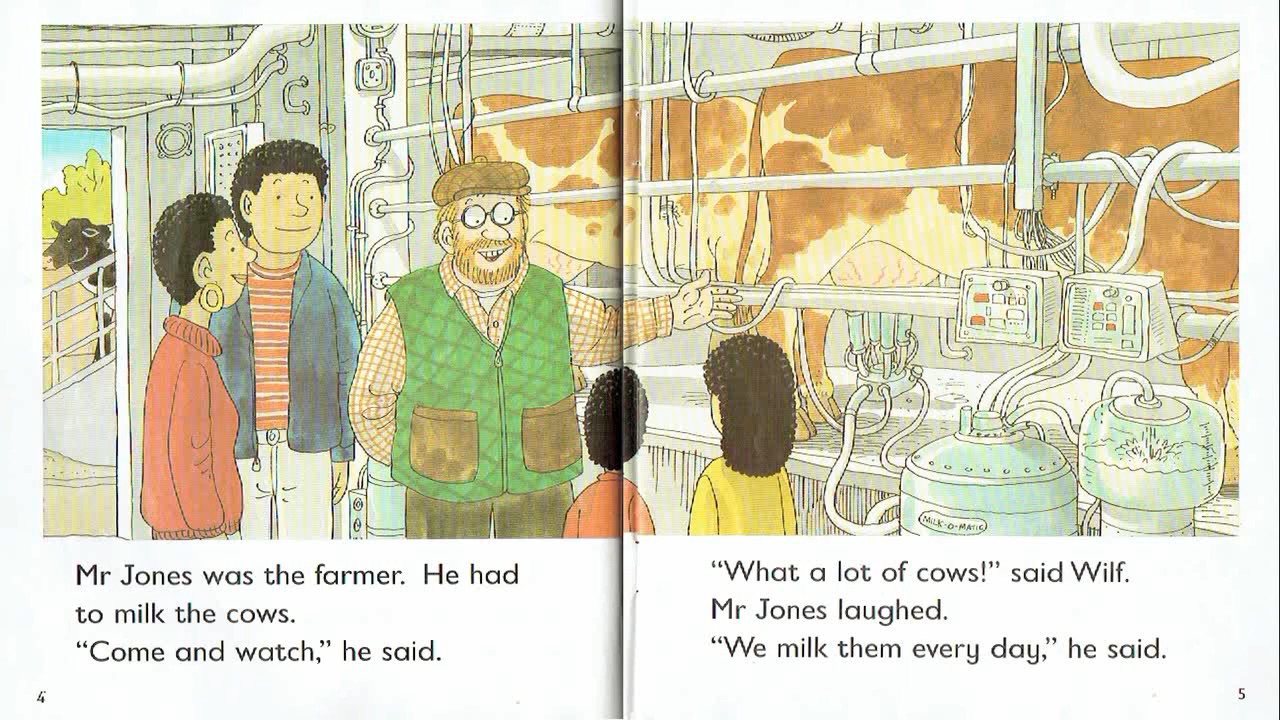 MILK-O-MATIC
Mr Jones was the farmer. He had
to milk the cows.
“Come and watch,” he said.
4
“What a lot of cows!” said Wilf.
Mr Jones laughed.
“We milk them every day,” he said.
5